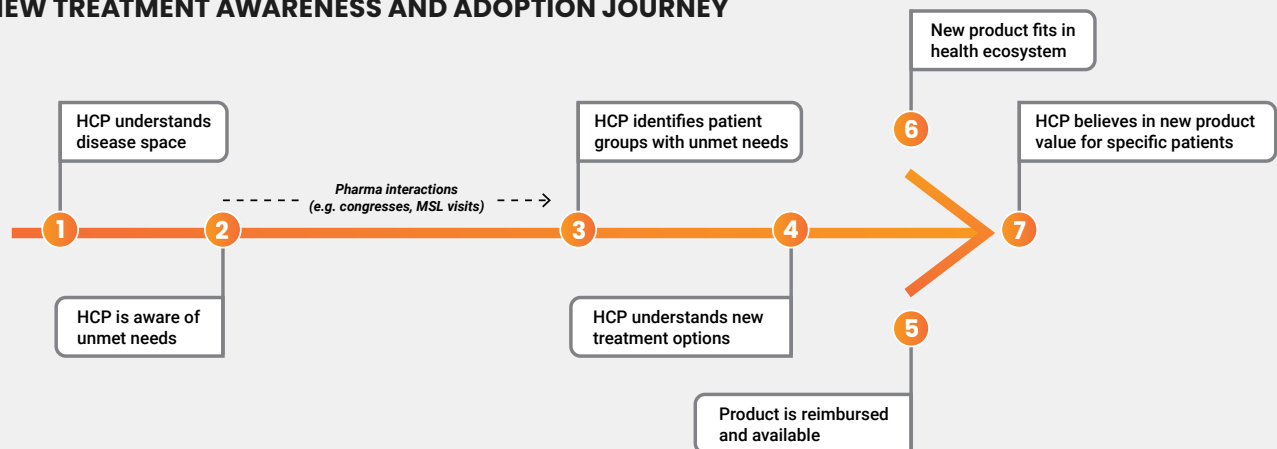 NEW TREATMENT AWARENESS AND ADOPTION JOURNEY
New product fits in
health ecosystem
HCP understands
disease space
HCP identifies patient
groups with unmet needs
HCP believes in new product
value for specific patients
6
Pharma interactions
(e.g. congresses, MSL visits)
1
2
3
4
7
HCP is aware of
unmet needs
HCP understands new
treatment options
5
Product is reimbursed
and available